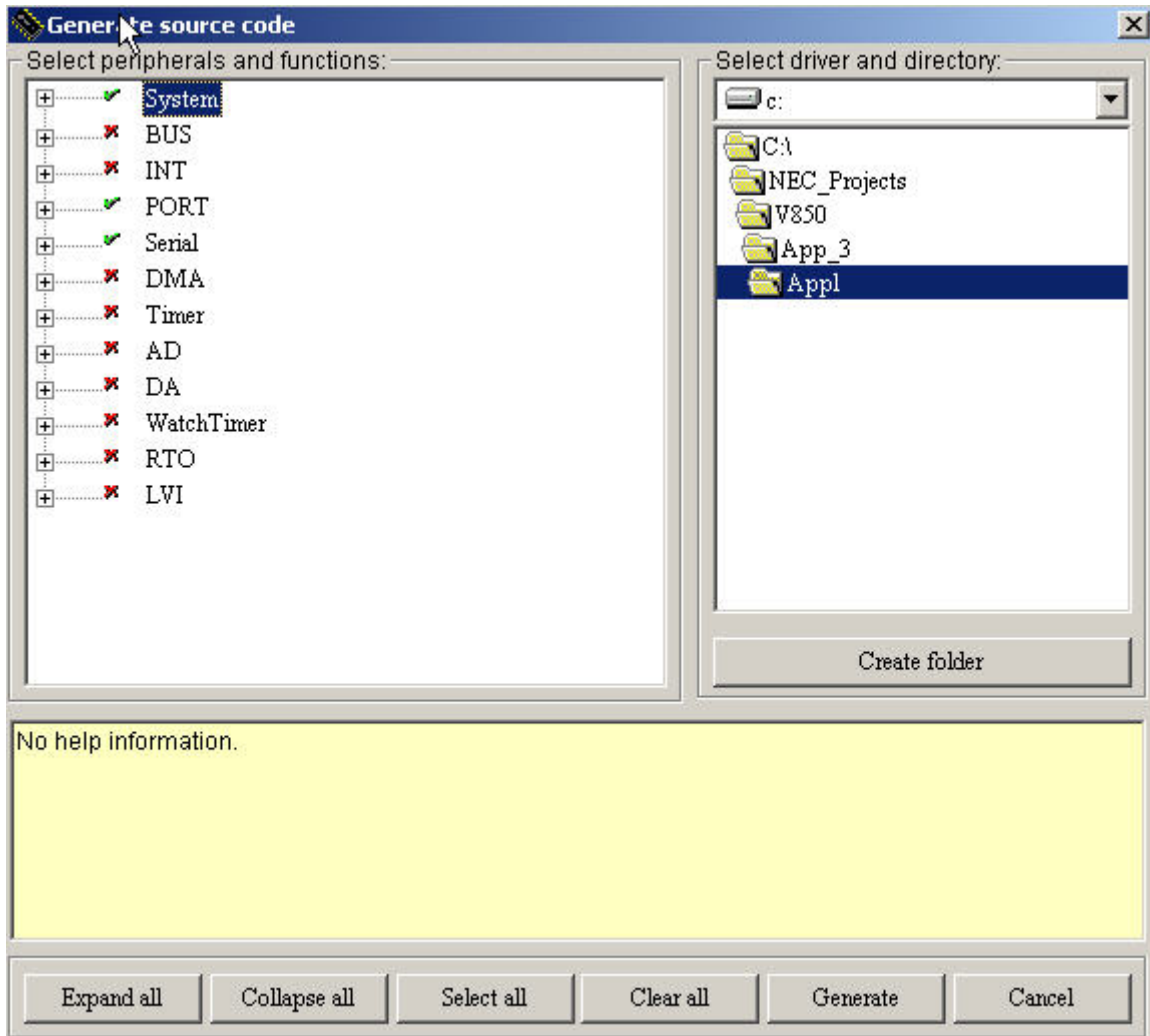 Generate source code
Select peripherals and functions:
System
BUS
INT
PORT
Serial
DMA
Timer
AD
DA
WatchTimer
RTO
LVI
Select driver and directory:
c:
C:\
NEC_Projects
V850
App_3
Appl
Create folder
No help information.
Expand all
Collapse all
Select all
Clear all
Generate
Cancel